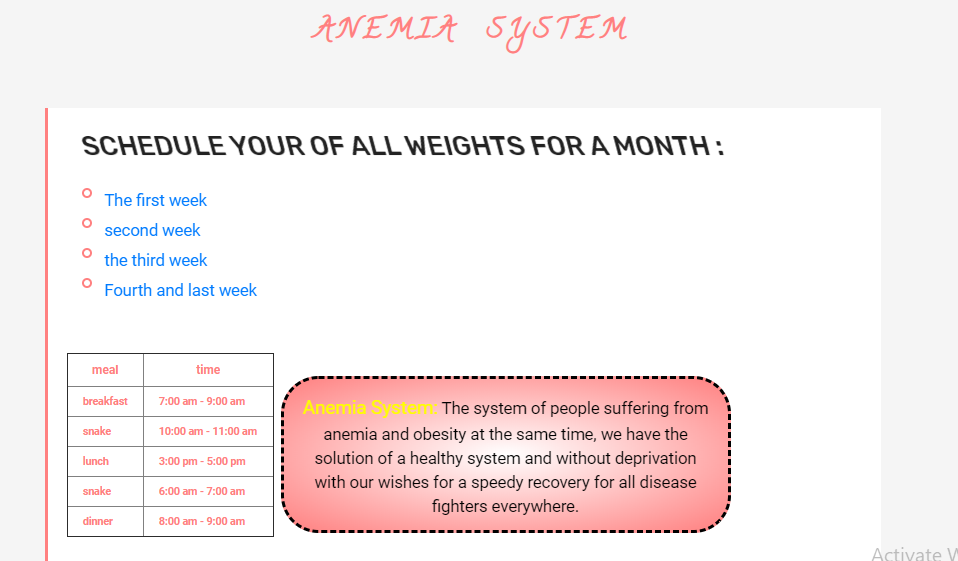 ANEMIA SYSTEM
SCHEDULE YOUR OF ALL WEIGHTS FOR A MONTH :
The first week
second week
the third week
Fourth and last week
meal time
breakfast 7:00 am - 9:00 am
snake 10:00 am - 11:00 am
lunch 3:00 pm - 5:00 pm
snake 6:00 am - 7:00 am
dinner 8:00 am - 9:00 am
Anemia System: The system of people suffering from
anemia and obesity at the same time, we have the
solution of a healthy system and without deprivation
with our wishes for a speedy recovery for all disease
fighters everywhere.
Activate